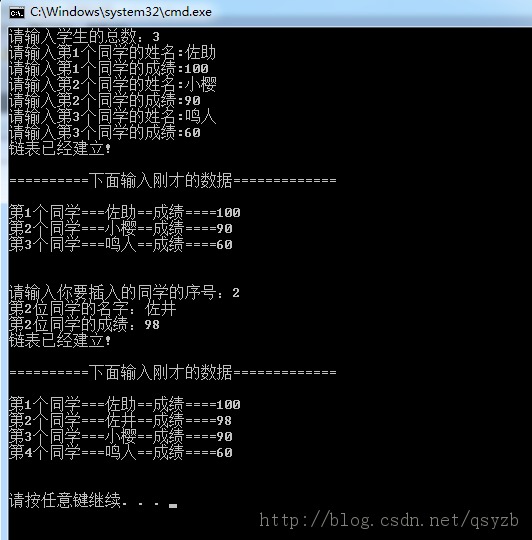 C:\Windows\system32\cmd.exe
请输入学生的总数：3
请输入第1个同学的姓名:佐助
请输入第1个同学的成绩:100
请输入第2个同学的姓名:小樱
请输入第2个同学的成绩:90
请输入第3个同学的姓名:鸣人
请输入第3个同学的成绩:60
链表已经建立!
==========下面输入刚才的数据=============
第1个同学===佐助==成绩====100
第2个同学===小樱==成绩====90
第3个同学===鸣人==成绩====60
请输入你要插入的同学的序号：2
第2位同学的名字：佐井
第2位同学的成绩：98
链表已经建立!
==========下面输入刚才的数据=============
第1个同学===佐助==成绩====100
第2个同学===佐井==成绩====98
第3个同学===小樱==成绩====90
第4个同学===鸣人==成绩====60
请按任意键继续. . .
http://blog.csdn.net/qsyzb